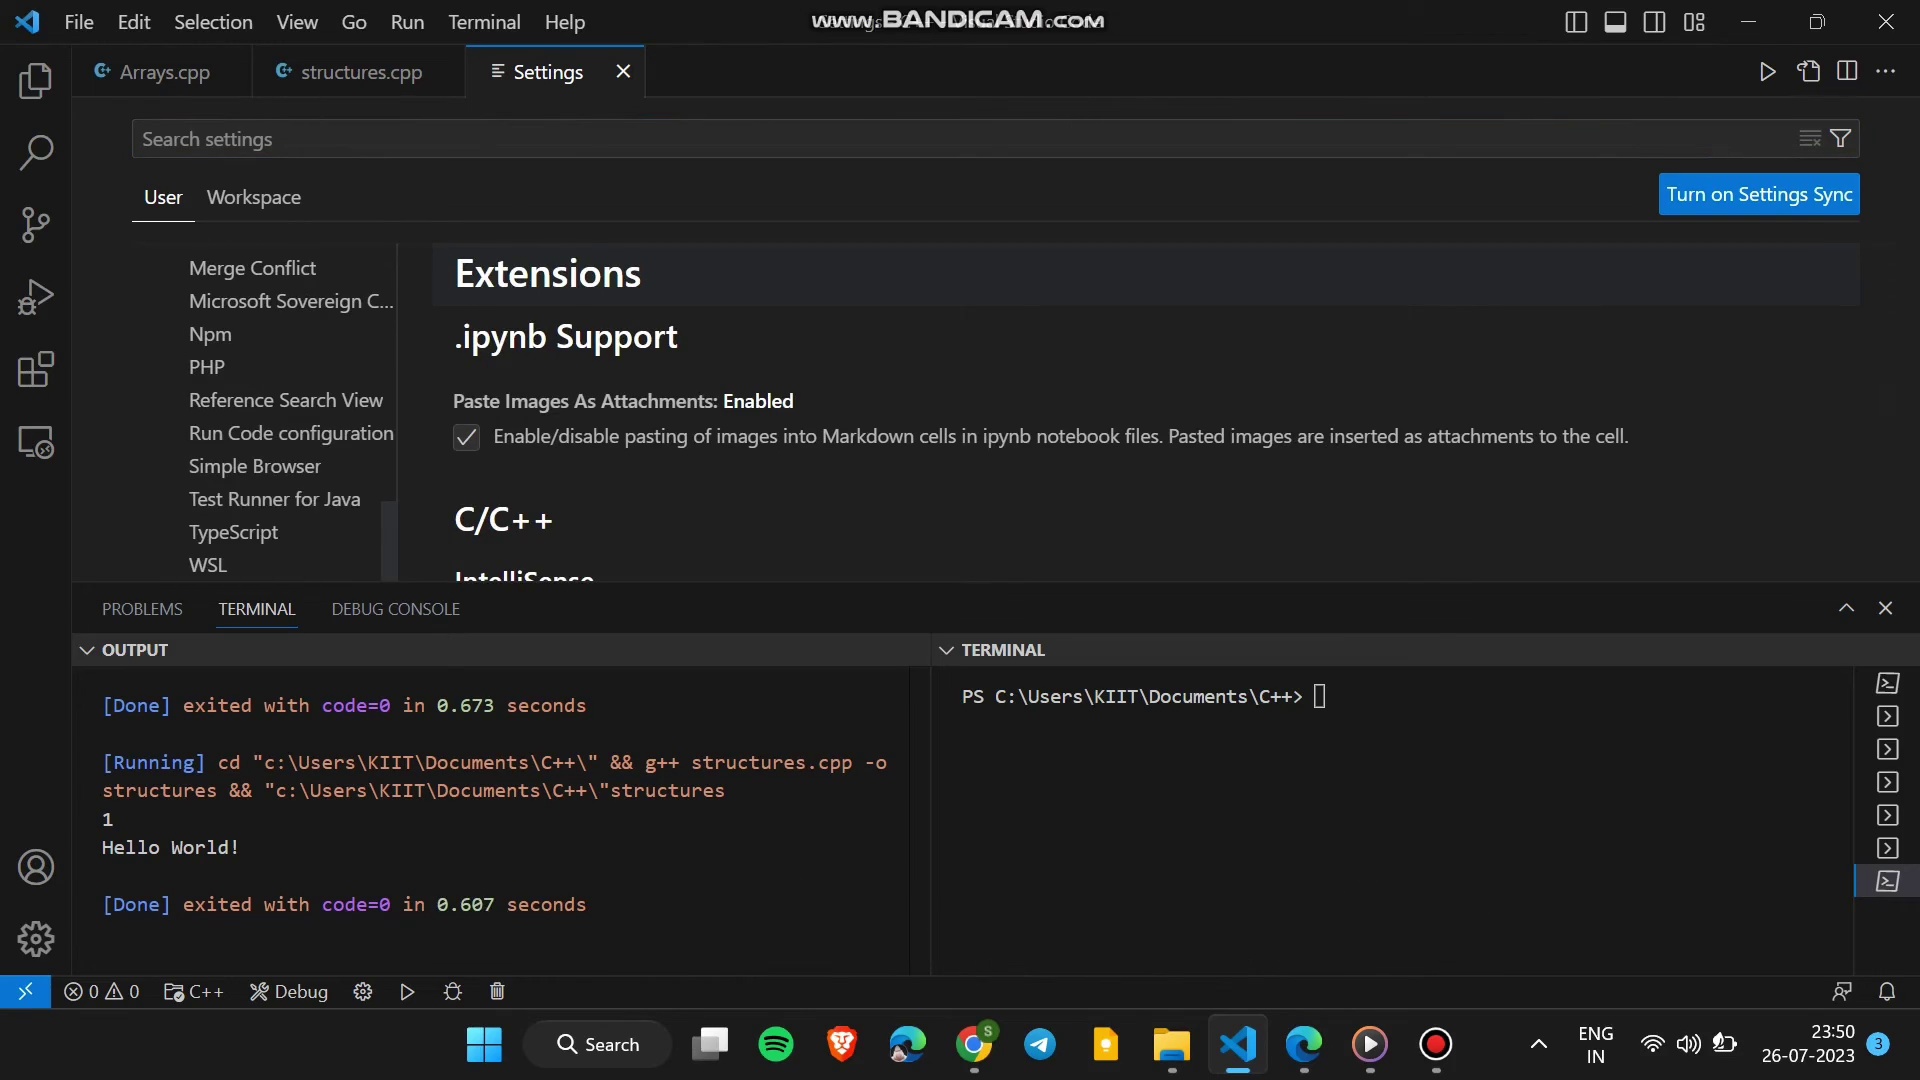 File Edit Selection View Go Run Terminal Help
www.BANDICAM.com
Arrays.cpp structures.cpp Settings
Search settings
User Workspace
Turn on Settings Sync
Merge Conflict
Microsoft Sovereign C...
Npm
PHP
Reference Search View
Run Code configuration
Simple Browser
Test Runner for Java
TypeScript
WSL
Extensions
.ipynb Support
Paste Images As Attachments: Enabled
Enable/disable pasting of images into Markdown cells in ipynb notebook files. Pasted images are inserted as attachments to the cell.
C/C++
IntelliSense
PROBLEMS TERMINAL DEBUG CONSOLE
OUTPUT
[Done] exited with code=0 in 0.673 seconds
[Running] cd "c:\Users\KIIT\Documents\C++\" && g++ structures.cpp -o
structures && "c:\Users\KIIT\Documents\C++\"structures
1
Hello World!
[Done] exited with code=0 in 0.607 seconds
TERMINAL
PS C:\Users\KIIT\Documents\C++>
0 0 C++ Debug
Search
S
ENG
IN
23:50
26-07-2023
3